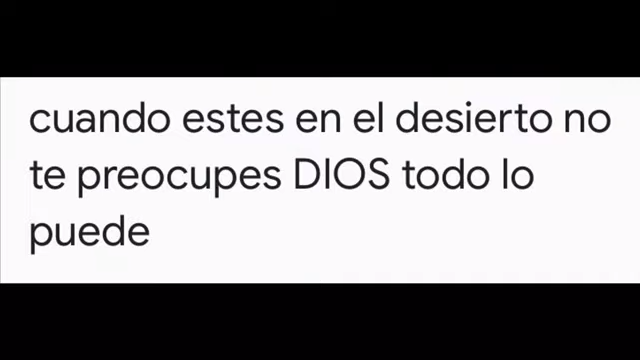 cuando estes en el desierto no
te preocupes DIOS todo lo
puede